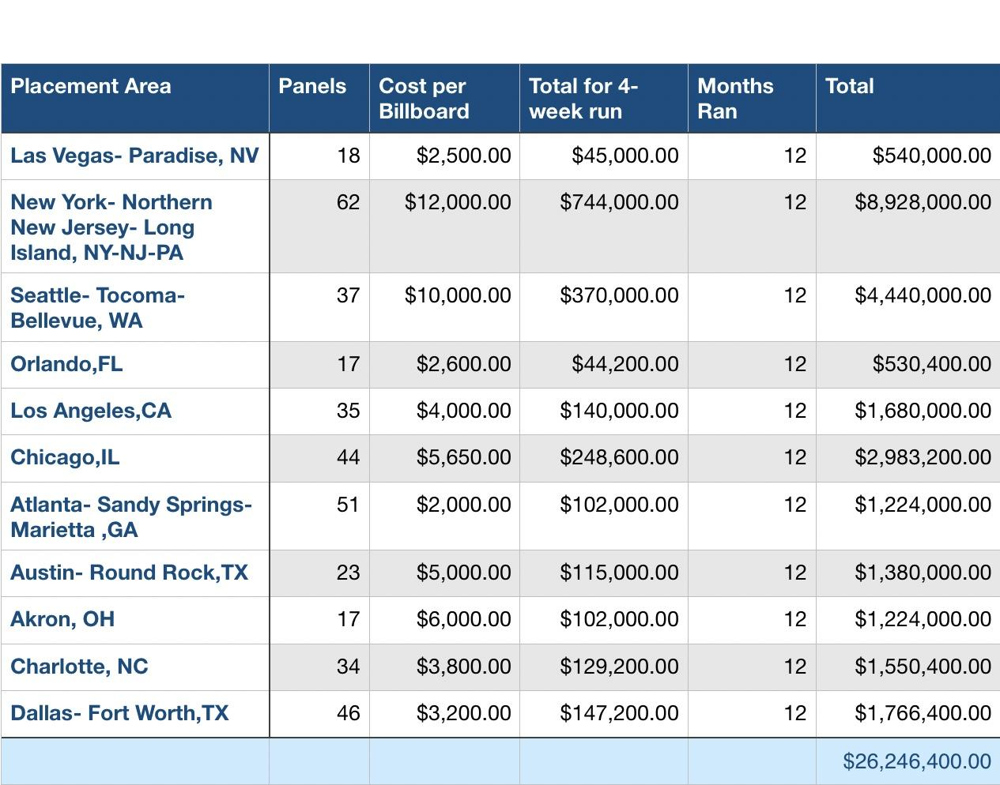 Placement Area Panels Cost per Billboard Total for 4-week run Months Ran Total
Las Vegas- Paradise, NV 18 $2,500.00 $45,000.00 12 $540,000.00
New York- Northern 62 $12,000.00 $744,000.00 12 $8,928,000.00
New Jersey- Long
Island, NY-NJ-PA
Seattle- Tocoma- 37 $10,000.00 $370,000.00 12 $4,440,000.00
Bellevue, WA
Orlando,FL 17 $2,600.00 $44,200.00 12 $530,400.00
Los Angeles,CA 35 $4,000.00 $140,000.00 12 $1,680,000.00
Chicago,IL 44 $5,650.00 $248,600.00 12 $2,983,200.00
Atlanta- Sandy Springs- 51 $2,000.00 $102,000.00 12 $1,224,000.00
Marietta ,GA
Austin- Round Rock,TX 23 $5,000.00 $115,000.00 12 $1,380,000.00
Akron, OH 17 $6,000.00 $102,000.00 12 $1,224,000.00
Charlotte, NC 34 $3,800.00 $129,200.00 12 $1,550,400.00
Dallas- Fort Worth,TX 46 $3,200.00 $147,200.00 12 $1,766,400.00
$26,246,400.00